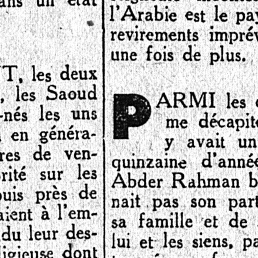 ans un état
T, les deux
, les Saoud
-nés les uns
en généra-
res de ven-
rité sur les
uis près de
aient à l'em-
du leur des-
ligieuse dont
l'Arabie est le pay
revirements imprév
une fois de plus.
PARMI les
me décapité
y avait un
quinzaine d'anné
Abder Rahman b
nait pas son part
sa famille et de
lui et les siens, pa